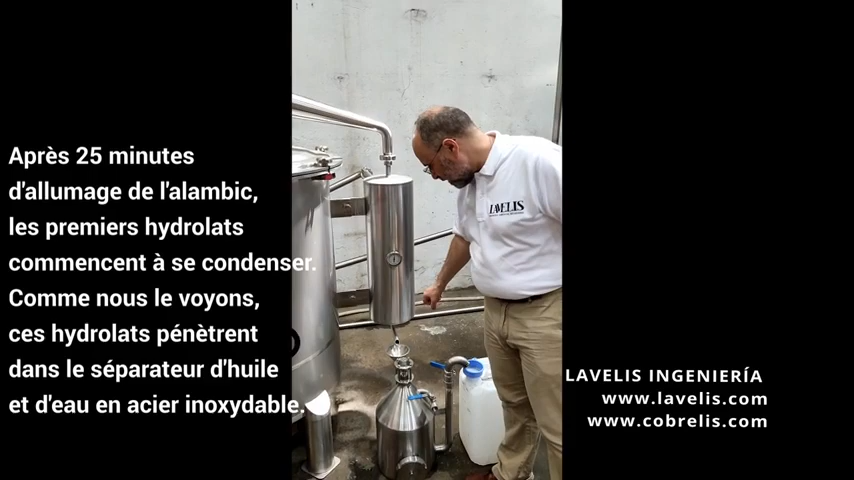 Après 25 minutes
d'allumage de l'alambic,
les premiers hydrolats
commencent à se condenser.
Comme nous le voyons,
ces hydrolats pénètrent
dans le séparateur d'huile
et d'eau en acier inoxydable.
LAVELIS
LAVELIS INGENIERÍA
www.lavelis.com
www.cobrelis.com